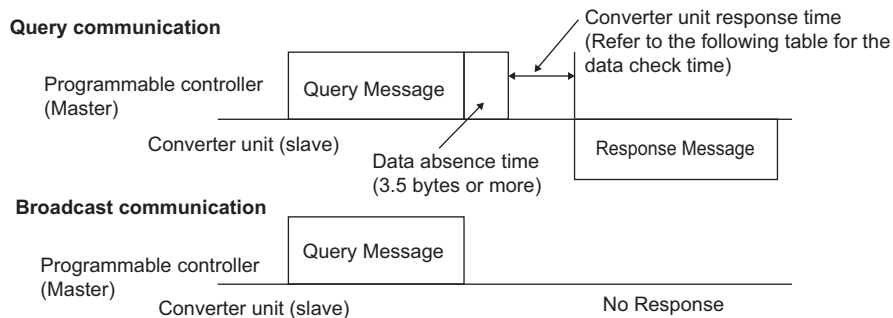 Query communication
Converter unit response time
(Refer to the following table for the
data check time)
Programmable controller
(Master)
Query Message
Converter unit (slave)
Data absence time
(3.5 bytes or more)
Response Message
Broadcast communication
Programmable controller
(Master)
Query Message
Converter unit (slave)
No Response